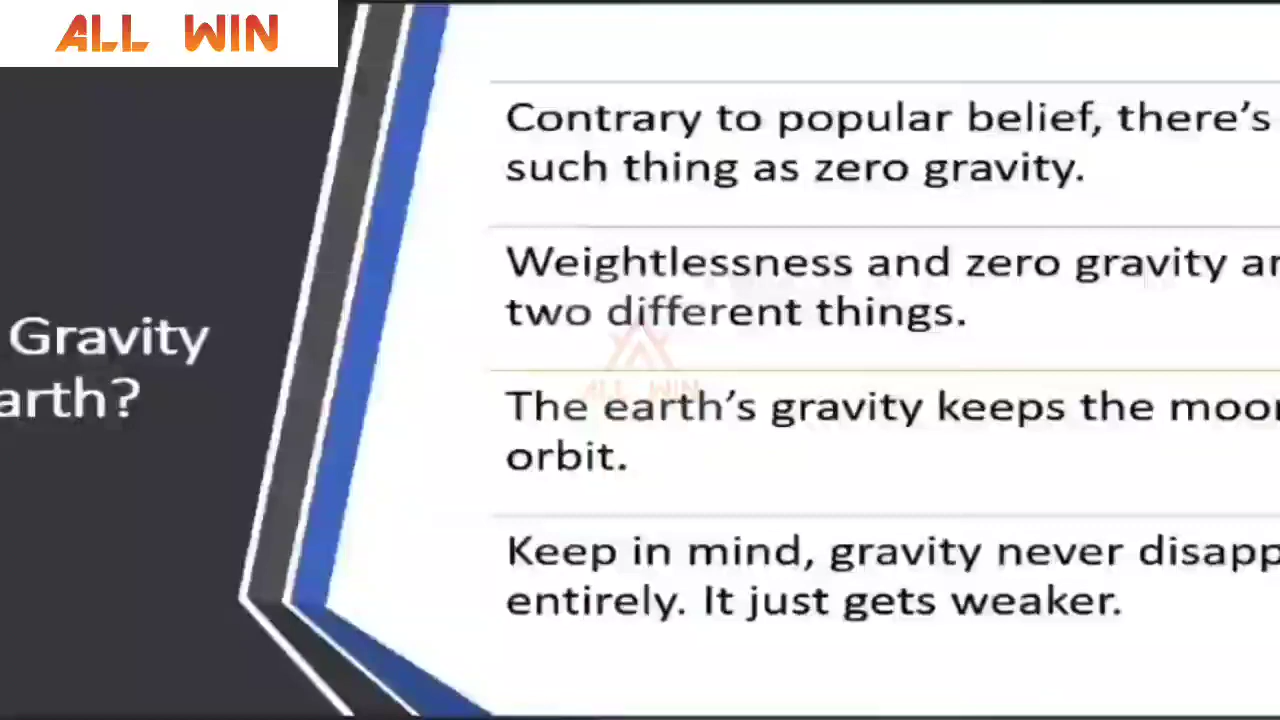 ALL WIN
Gravity
arth?
Contrary to popular belief, there's
such thing as zero gravity.
Weightlessness and zero gravity
two different things.
ALL WIN
The earth's gravity keeps the moo
orbit.
Keep in mind, gravity never disapp
entirely. It just gets weaker.